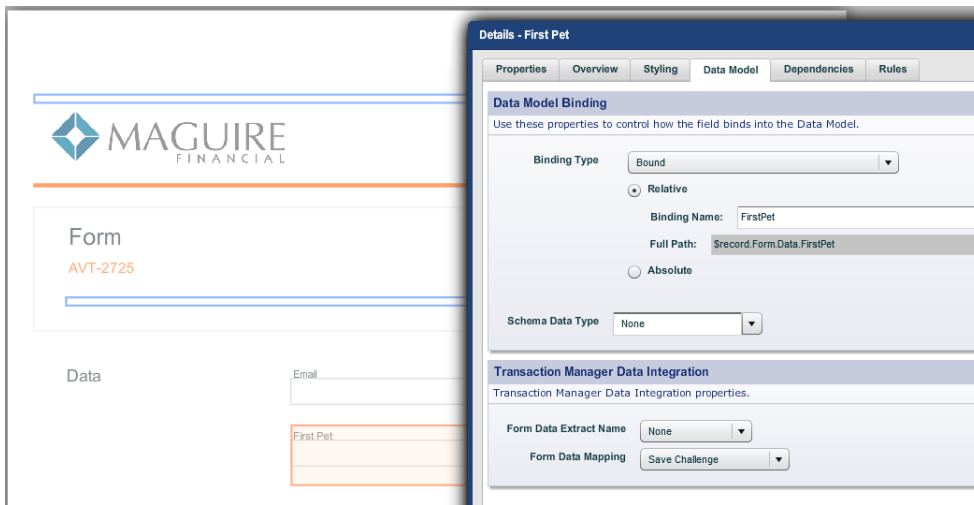 Details - First Pet
Properties Overview Styling Data Model Dependencies Rules
Data Model Binding
Use these properties to control how the field binds into the Data Model.
Binding Type Bound
Relative
Binding Name: FirstPet
Full Path: $record.Form.Data.FirstPet
Absolute
Schema Data Type None
Transaction Manager Data Integration
Transaction Manager Data Integration properties.
Form Data Extract Name None
Form Data Mapping Save Challenge
MAGUIRE
FINANCIAL
Form
AVT-2725
Data
Email
First Pet